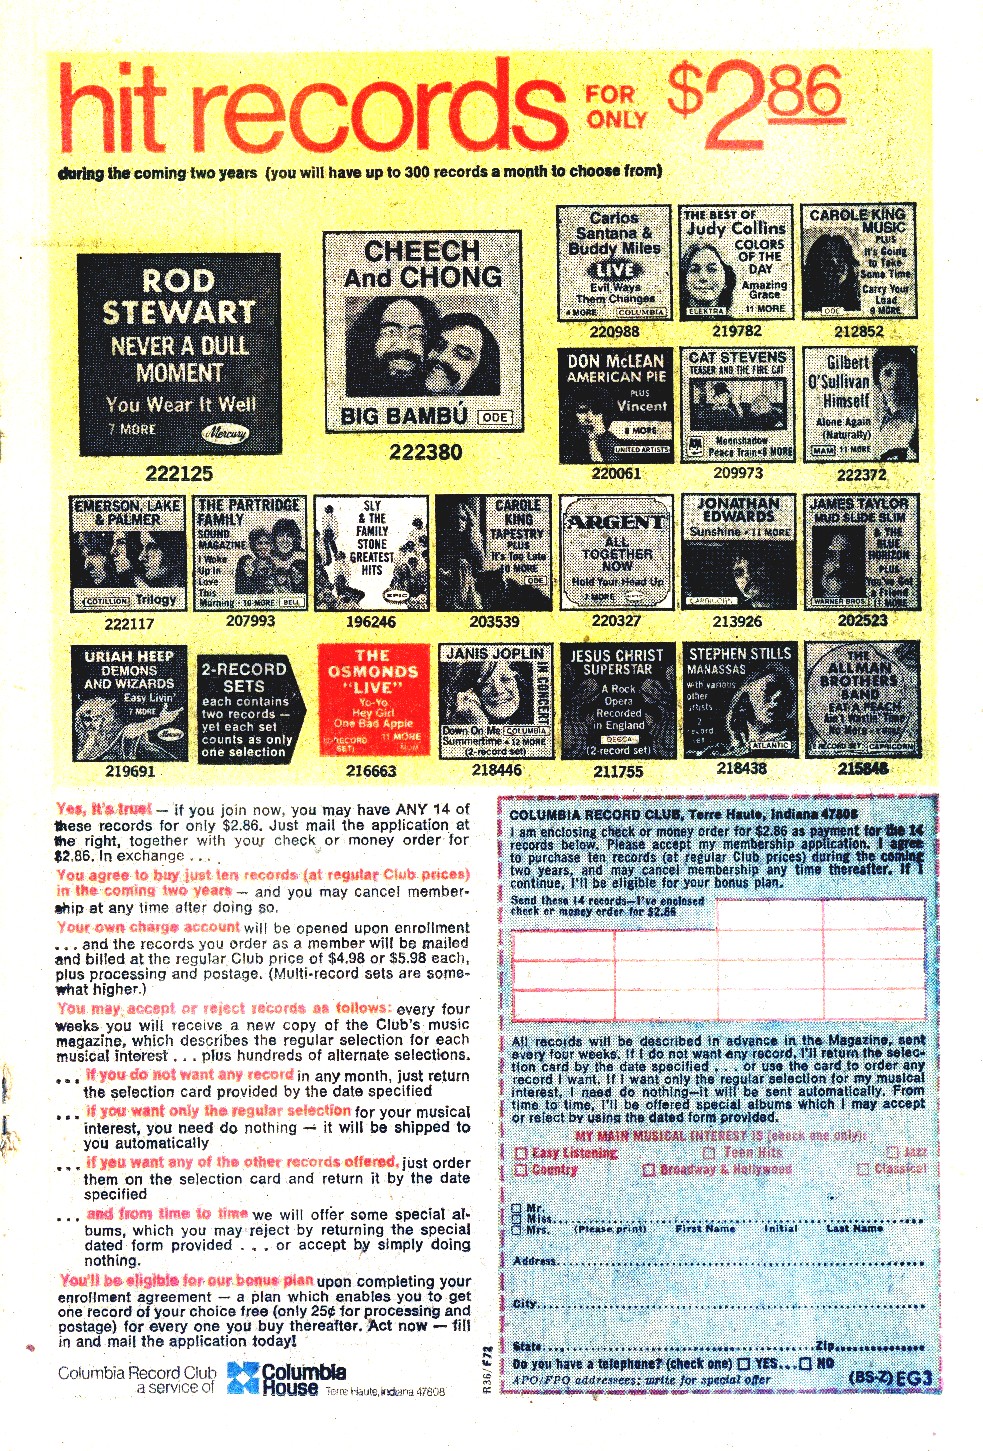 hit records FOR ONLY $2.86
during the coming two years (you will have up to 300 records a month to choose from)
ROD
STEWART
NEVER A DULL
MOMENT
You Wear It Well
7 MORE
Mercury
222125
CHEECH
And CHONG
BIG BAMBÚ
ODE
222380
Carlos
Santana &
Buddy Miles
LIVE
Evil Ways
Them Changes
4 MORE COLUMBIA
220988
THE BEST OF
Judy Collins
COLORS
OF THE
DAY
Amazing
Grace
ELEKTRA 11 MORE
219782
CAROLE KING
MUSIC
PLUS
It's Going
to Take
Some Time
Carry Your
Load
ODE 9 MORE
212852
DON McLEAN
AMERICAN PIE
PLUS
Vincent
8 MORE
UNITED ARTISTS
220061
CAT STEVENS
TEASER AND THE FIRE CAT
Moonshadow
Peace Train • 8 MORE
209973
Gilbert
O'Sullivan
Himself
Alone Again
(Naturally)
MAM 11 MORE
222372
EMERSON, LAKE
& PALMER
COTILLION Trilogy
222117
THE PARTRIDGE
FAMILY
SOUND
MAGAZINE
I Woke
Up In
Love
This
Morning • 10 MORE BELL
207993
SLY
& THE
FAMILY
STONE
GREATEST
HITS
EPIC
196246
CAROLE
KING
TAPESTRY
PLUS
It's Too Late
10 MORE
ODE
203539
ARGENT
ALL
TOGETHER
NOW
Hold Your Head Up
7 MORE EPIC
220327
JONATHAN
EDWARDS
Sunshine • 11 MORE
CAPRICORN
213926
JAMES TAYLOR
MUD SLIDE SLIM
& THE
BLUE
HORIZON
PLUS
You've Got
a Friend
WARNER BROS. 11 MORE
202523
URIAH HEEP
DEMONS
AND WIZARDS
Easy Livin'
7 MORE
Mercury
219691
2-RECORD
SETS
each contains
two records —
yet each set
counts as only
one selection
THE
OSMONDS
"LIVE"
Yo-Yo
Hey Girl
One Bad Apple
(2-RECORD SET) 11 MORE
MGM
216663
JANIS JOPLIN
IN CONCERT
Down On Me COLUMBIA
Summertime • 12 MORE
(2-record set)
218446
JESUS CHRIST
SUPERSTAR
A Rock
Opera
Recorded
in England
DECCA
(2-record set)
211755
STEPHEN STILLS
MANASSAS
with various
other
artists
2
record
set
ATLANTIC
218438
THE
ALLMAN
BROTHERS
BAND
EAT A PEACH
2 RECORD SET CAPRICORN
215848
Yes, it's true! — if you join now, you may have ANY 14 of
these records for only $2.86. Just mail the application at
the right, together with your check or money order for
$2.86. In exchange . . .
You agree to buy just ten records (at regular Club prices)
in the coming two years — and you may cancel member-
ship at any time after doing so.
Your own charge account will be opened upon enrollment
. . . and the records you order as a member will be mailed
and billed at the regular Club price of $4.98 or $5.98 each,
plus processing and postage. (Multi-record sets are some-
what higher.)
You may accept or reject records as follows: every four
weeks you will receive a new copy of the Club's music
magazine, which describes the regular selection for each
musical interest . . . plus hundreds of alternate selections.
. . . if you do not want any record in any month, just return
the selection card provided by the date specified
. . . if you want only the regular selection for your musical
interest, you need do nothing — it will be shipped to
you automatically
. . . if you want any of the other records offered, just order
them on the selection card and return it by the date
specified
. . . and from time to time we will offer some special al-
bums, which you may reject by returning the special
dated form provided . . . or accept by simply doing
nothing.
You'll be eligible for our bonus plan upon completing your
enrollment agreement — a plan which enables you to get
one record of your choice free (only 25¢ for processing and
postage) for every one you buy thereafter. Act now — fill
in and mail the application today!
Columbia Record Club
a service of
Columbia
House Terre Haute, Indiana 47808
R36/F72
COLUMBIA RECORD CLUB, Terre Haute, Indiana 47808
I am enclosing check or money order for $2.86 as payment for the 14
records below. Please accept my membership application. I agree
to purchase ten records (at regular Club prices) during the coming
two years, and may cancel membership any time thereafter. If I
continue, I'll be eligible for your bonus plan.
Send these 14 records—I've enclosed
check or money order for $2.86
All records will be described in advance in the Magazine, sent
every four weeks. If I do not want any record, I'll return the selec-
tion card by the date specified . . . or use the card to order any
record I want. If I want only the regular selection for my musical
interest, I need do nothing—it will be sent automatically. From
time to time, I'll be offered special albums which I may accept
or reject by using the dated form provided.
MY MAIN MUSICAL INTEREST IS (check one only):
Easy Listening Teen Hits Jazz
Country Broadway & Hollywood Classical
Mr.
Miss
Mrs. (Please print) First Name Initial Last Name
Address
City
State Zip
Do you have a telephone? (check one) YES... NO
APO/FPO addressees: write for special offer (BS-Z) EG3